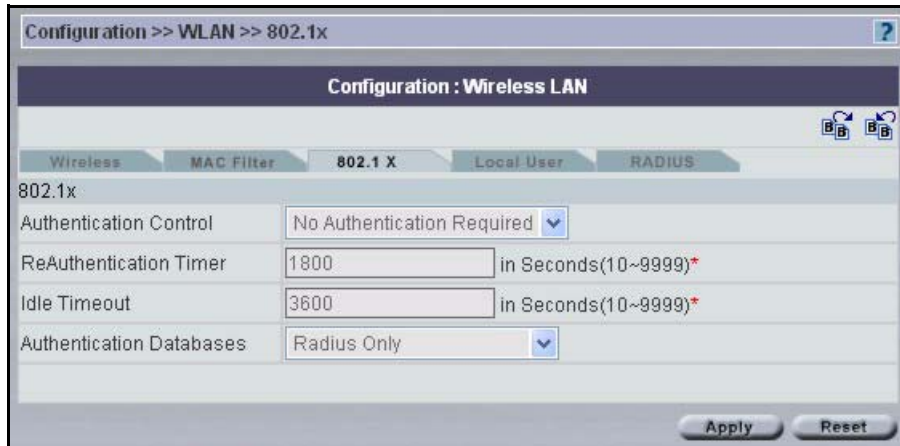 Configuration >> WLAN >> 802.1x ?
Configuration : Wireless LAN
B B B B
Wireless MAC Filter 802.1 X Local User RADIUS
802.1x
Authentication Control No Authentication Required
ReAuthentication Timer 1800 in Seconds(10~9999)*
Idle Timeout 3600 in Seconds(10~9999)*
Authentication Databases Radius Only
Apply Reset